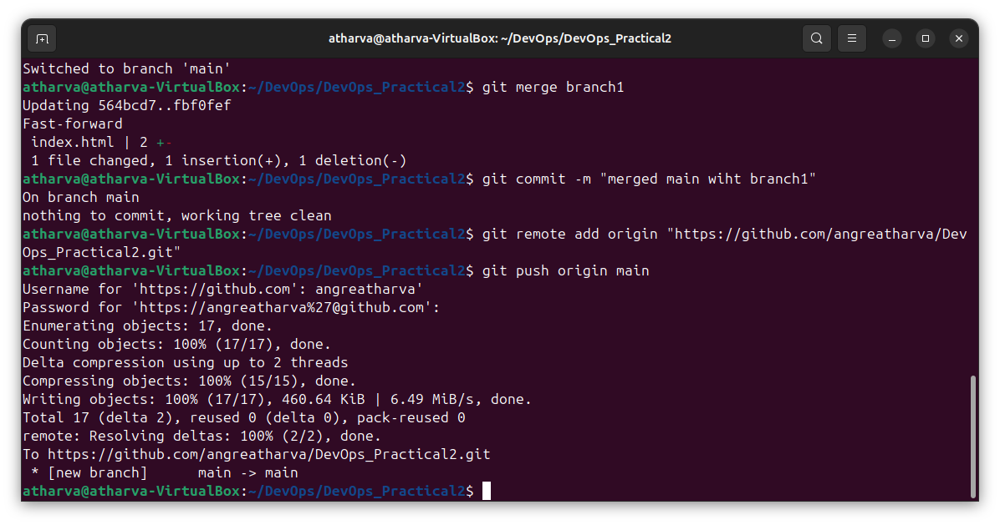 atharva@atharva-VirtualBox: ~/DevOps/DevOps_Practical2
Switched to branch 'main'
atharva@atharva-VirtualBox:~/DevOps/DevOps_Practical2$ git merge branch1
Updating 564bcd7..fbf0fef
Fast-forward
 index.html | 2 +-
 1 file changed, 1 insertion(+), 1 deletion(-)
atharva@atharva-VirtualBox:~/DevOps/DevOps_Practical2$ git commit -m "merged main wiht branch1"
On branch main
nothing to commit, working tree clean
atharva@atharva-VirtualBox:~/DevOps/DevOps_Practical2$ git remote add origin "https://github.com/angreatharva/Dev
Ops_Practical2.git"
atharva@atharva-VirtualBox:~/DevOps/DevOps_Practical2$ git push origin main
Username for 'https://github.com': angreatharva'
Password for 'https://angreatharva%27@github.com':
Enumerating objects: 17, done.
Counting objects: 100% (17/17), done.
Delta compression using up to 2 threads
Compressing objects: 100% (15/15), done.
Writing objects: 100% (17/17), 460.64 KiB | 6.49 MiB/s, done.
Total 17 (delta 2), reused 0 (delta 0), pack-reused 0
remote: Resolving deltas: 100% (2/2), done.
To https://github.com/angreatharva/DevOps_Practical2.git
 * [new branch]      main -> main
atharva@atharva-VirtualBox:~/DevOps/DevOps_Practical2$